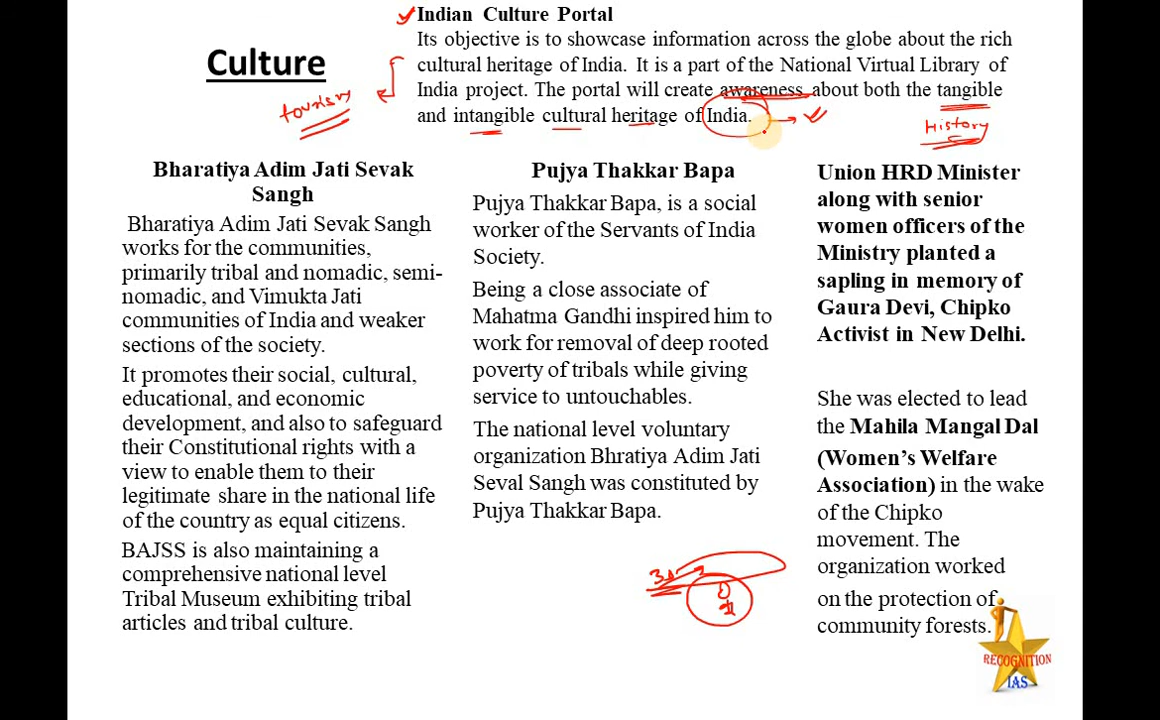 Culture
Indian Culture Portal
Its objective is to showcase information across the globe about the rich
cultural heritage of India. It is a part of the National Virtual Library of
India project. The portal will create awareness about both the tangible
and intangible cultural heritage of India.
tourism
History
Bharatiya Adim Jati Sevak
Sangh
Bharatiya Adim Jati Sevak Sangh
works for the communities,
primarily tribal and nomadic, semi-
nomadic, and Vimukta Jati
communities of India and weaker
sections of the society.
It promotes their social, cultural,
educational, and economic
development, and also to safeguard
their Constitutional rights with a
view to enable them to their
legitimate share in the national life
of the country as equal citizens.
BAJSS is also maintaining a
comprehensive national level
Tribal Museum exhibiting tribal
articles and tribal culture.
Pujya Thakkar Bapa
Pujya Thakkar Bapa, is a social
worker of the Servants of India
Society.
Being a close associate of
Mahatma Gandhi inspired him to
work for removal of deep rooted
poverty of tribals while giving
service to untouchables.
The national level voluntary
organization Bhratiya Adim Jati
Seval Sangh was constituted by
Pujya Thakkar Bapa.
Union HRD Minister
along with senior
women officers of the
Ministry planted a
sapling in memory of
Gaura Devi, Chipko
Activist in New Delhi.
She was elected to lead
the Mahila Mangal Dal
(Women's Welfare
Association) in the wake
of the Chipko
movement. The
organization worked
on the protection of
community forests.
RECOGNITION
IAS